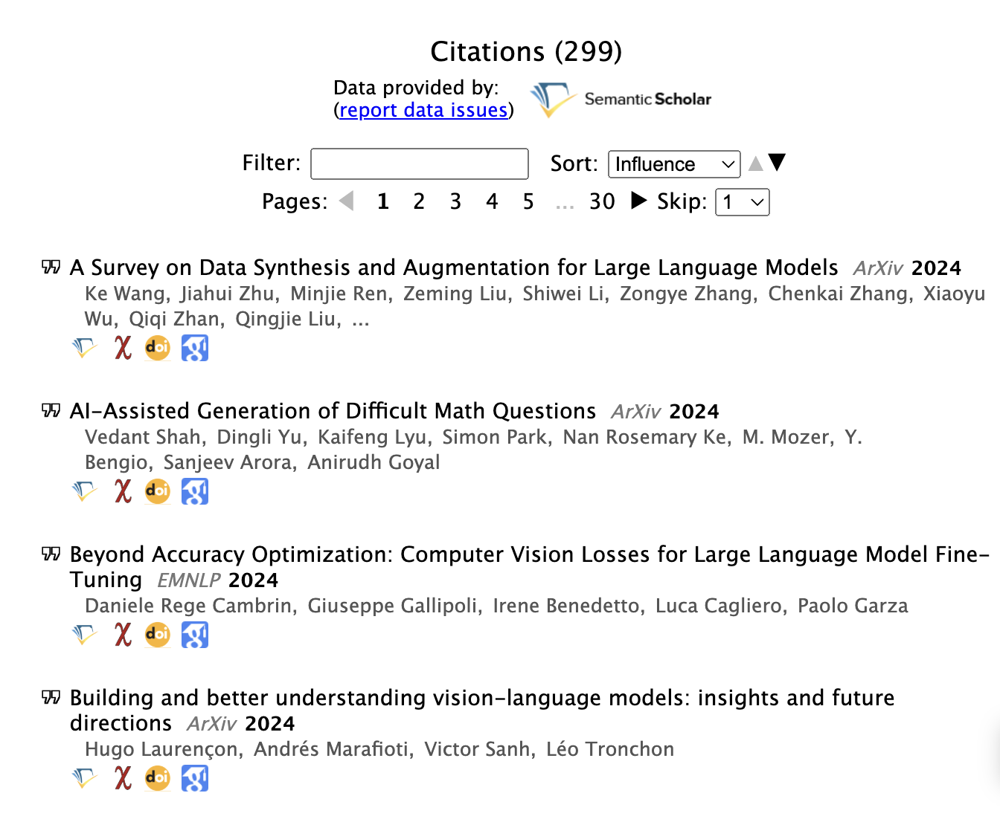 Citations (299)
Data provided by:
(report data issues)
Semantic Scholar
Filter:
Sort: Influence
Pages: 1 2 3 4 5 ... 30 Skip: 1
A Survey on Data Synthesis and Augmentation for Large Language Models ArXiv 2024
Ke Wang, Jiahui Zhu, Minjie Ren, Zeming Liu, Shiwei Li, Zongye Zhang, Chenkai Zhang, Xiaoyu
Wu, Qiqi Zhan, Qingjie Liu, ...
χ doi g
AI-Assisted Generation of Difficult Math Questions ArXiv 2024
Vedant Shah, Dingli Yu, Kaifeng Lyu, Simon Park, Nan Rosemary Ke, M. Mozer, Y.
Bengio, Sanjeev Arora, Anirudh Goyal
χ doi g
Beyond Accuracy Optimization: Computer Vision Losses for Large Language Model Fine-
Tuning EMNLP 2024
Daniele Rege Cambrin, Giuseppe Gallipoli, Irene Benedetto, Luca Cagliero, Paolo Garza
χ doi g
Building and better understanding vision-language models: insights and future
directions ArXiv 2024
Hugo Laurençon, Andrés Marafioti, Victor Sanh, Léo Tronchon
χ doi g